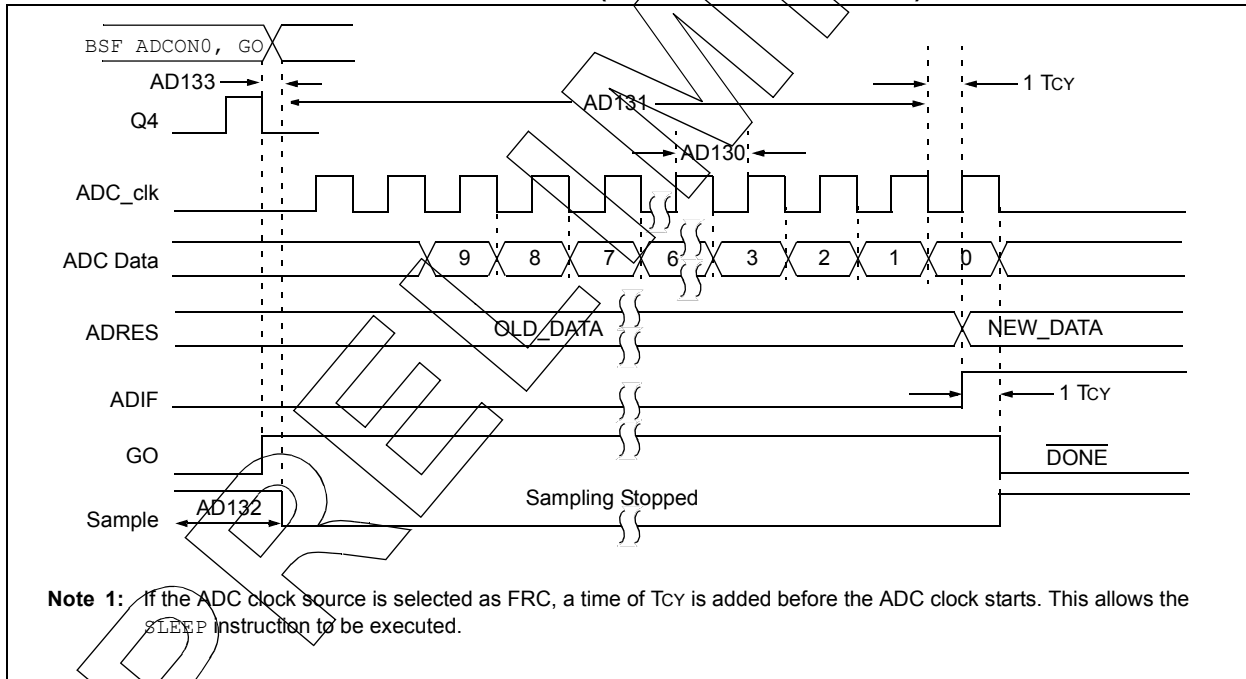 BSF ADCON0, GO
AD133
1 TCY
AD131
Q4
AD130
ADC_clk
ADC Data
9 8 7 6 3 2 1 0
ADRES
OLD_DATA
NEW_DATA
ADIF
1 TCY
GO
DONE
Sample
AD132
Sampling Stopped
Note 1: If the ADC clock source is selected as FRC, a time of TCY is added before the ADC clock starts. This allows the
SLEEP instruction to be executed.